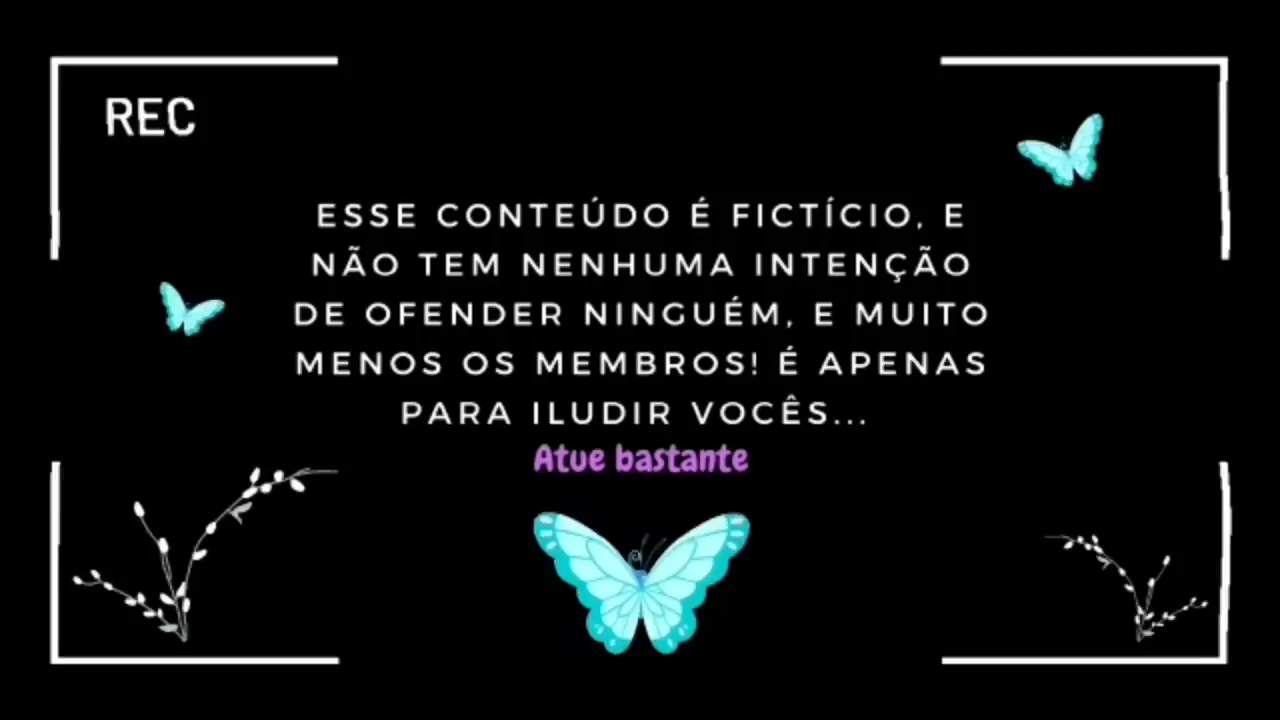 REC
ESSE CONTEÚDO É FICTÍCIO, E
NÃO TEM NENHUMA INTENÇÃO
DE OFENDER NINGUÉM, E MUITO
MENOS OS MEMBROS! É APENAS
PARA ILUDIR VOCÊS...
Atue bastante